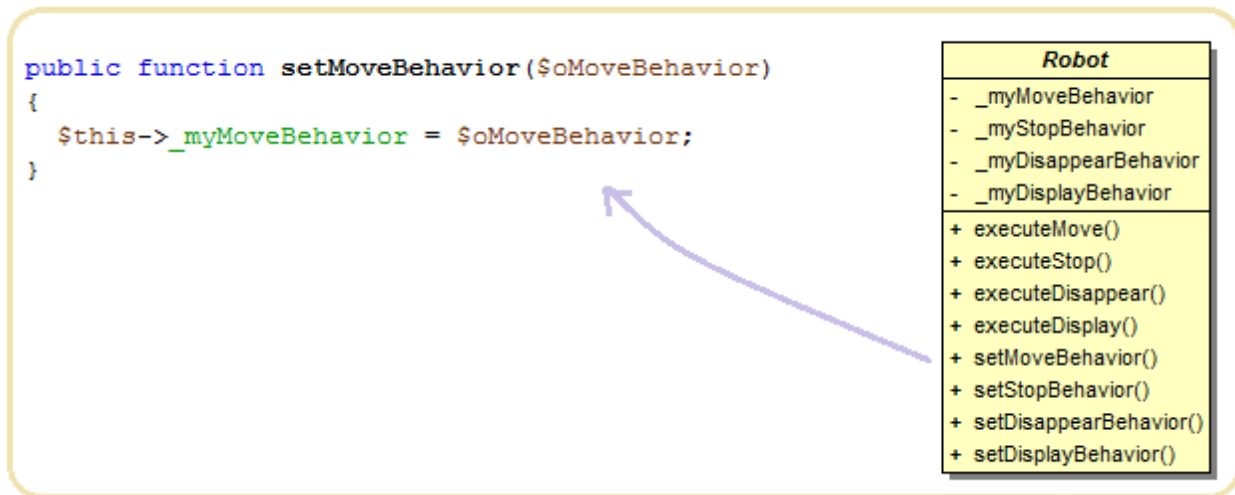 public function setMoveBehavior($oMoveBehavior)
{
  $this->_myMoveBehavior = $oMoveBehavior;
}
Robot
- _myMoveBehavior
- _myStopBehavior
- _myDisappearBehavior
- _myDisplayBehavior
+ executeMove()
+ executeStop()
+ executeDisappear()
+ executeDisplay()
+ setMoveBehavior()
+ setStopBehavior()
+ setDisappearBehavior()
+ setDisplayBehavior()